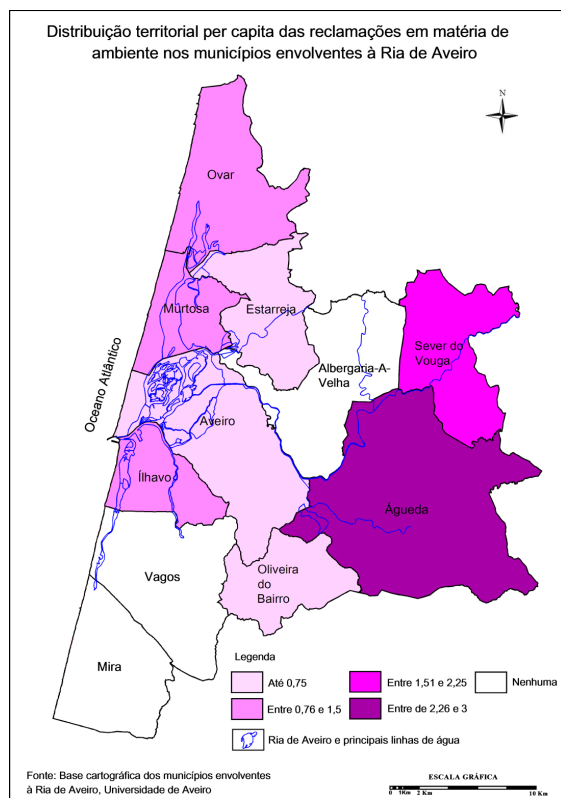 Distribuição territorial per capita das reclamações em matéria de
ambiente nos municípios envolventes à Ria de Aveiro
N
Ovar
Murtosa
Estarreja
Sever do
Vouga
Albergaria-A-
Velha
Oceano Atlântico
Aveiro
Ílhavo
Águeda
Oliveira
do
Bairro
Vagos
Mira
Legenda
Até 0,75
Entre 1,51 e 2,25
Nenhuma
Entre 0,76 e 1,5
Entre de 2,26 e 3
Ria de Aveiro e principais linhas de água
Fonte: Base cartográfica dos municípios envolventes
à Ria de Aveiro, Universidade de Aveiro
ESCALA GRÁFICA
0 1Km 2 Km 10 Km